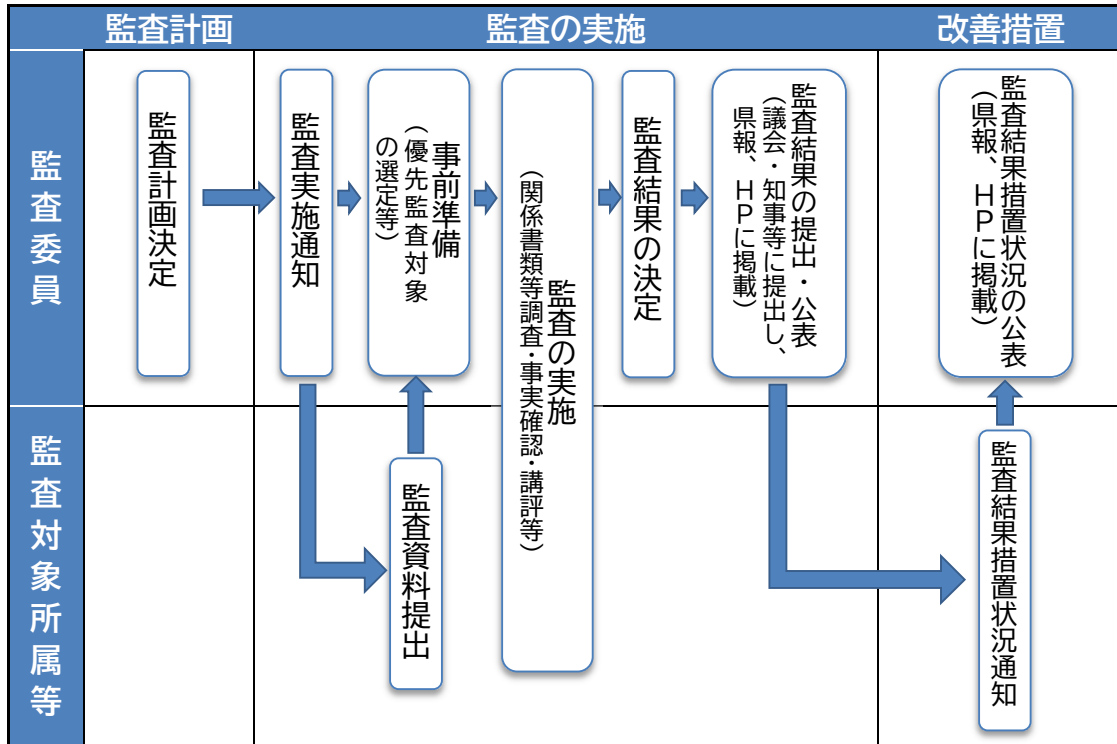 監査計画
監査の実施
改善措置
監査委員
監査計画決定
監査実施通知
事前準備
（優先監査対象
の選定等）
監査の実施
（関係書類等調査・事実確認・講評等）
監査結果の決定
監査結果の提出・公表
（議会・知事等に提出し、
県報、ＨＰに掲載）
監査結果措置状況の公表
（県報、ＨＰに掲載）
監査対象所属等
監査資料提出
監査結果措置状況通知